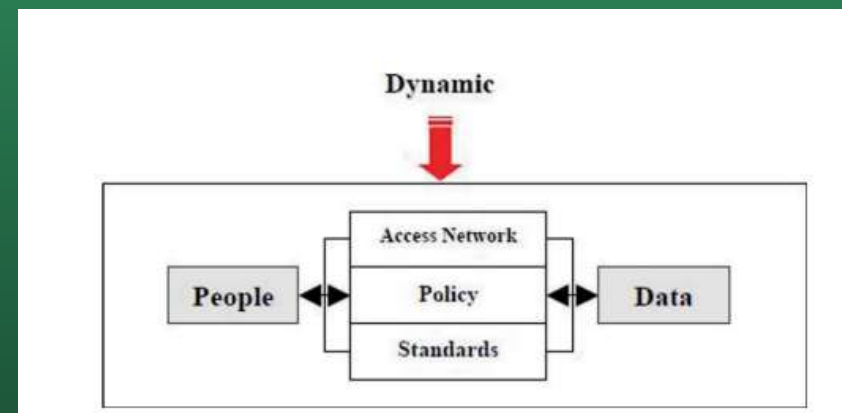 Dynamic
Access Network
People
Policy
Data
Standards